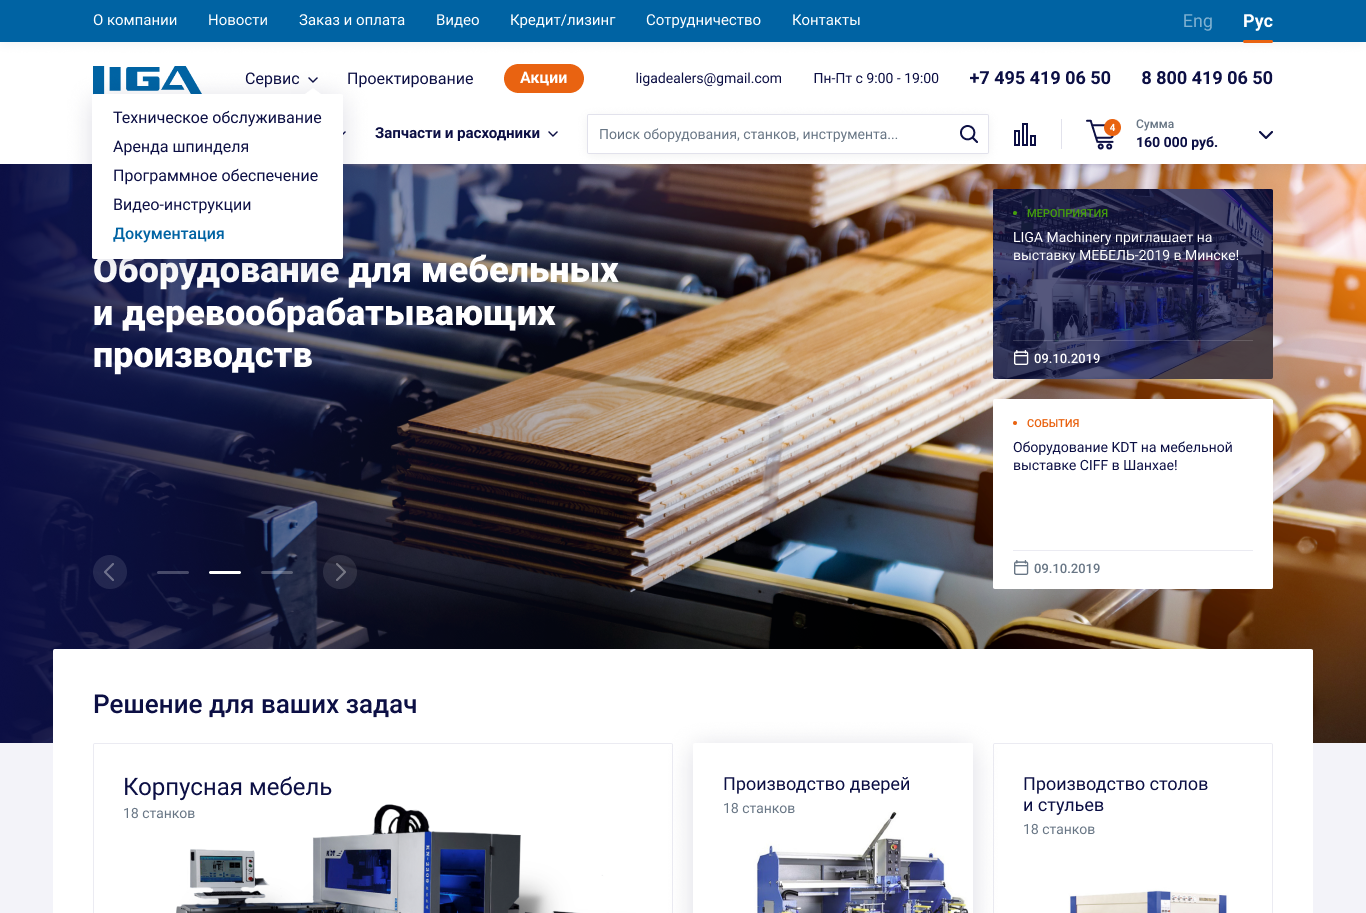 О компании Новости Заказ и оплата Видео Кредит/лизинг Сотрудничество Контакты Eng Рус
LIGA Сервис Проектирование Акции ligadealers@gmail.com Пн-Пт с 9:00 - 19:00 +7 495 419 06 50 8 800 419 06 50
Техническое обслуживание
Аренда шпинделя
Программное обеспечение
Видео-инструкции
Документация
Запчасти и расходники Поиск оборудования, станков, инструмента... 4 Сумма
160 000 руб.
Оборудование для мебельных
и деревообрабатывающих
производств
МЕРОПРИЯТИЯ
LIGA Machinery приглашает на
выставку МЕБЕЛЬ-2019 в Минске!
09.10.2019
СОБЫТИЯ
Оборудование KDT на мебельной
выставке CIFF в Шанхае!
09.10.2019
Решение для ваших задач
Корпусная мебель
18 станков
Производство дверей
18 станков
Производство столов
и стульев
18 станков